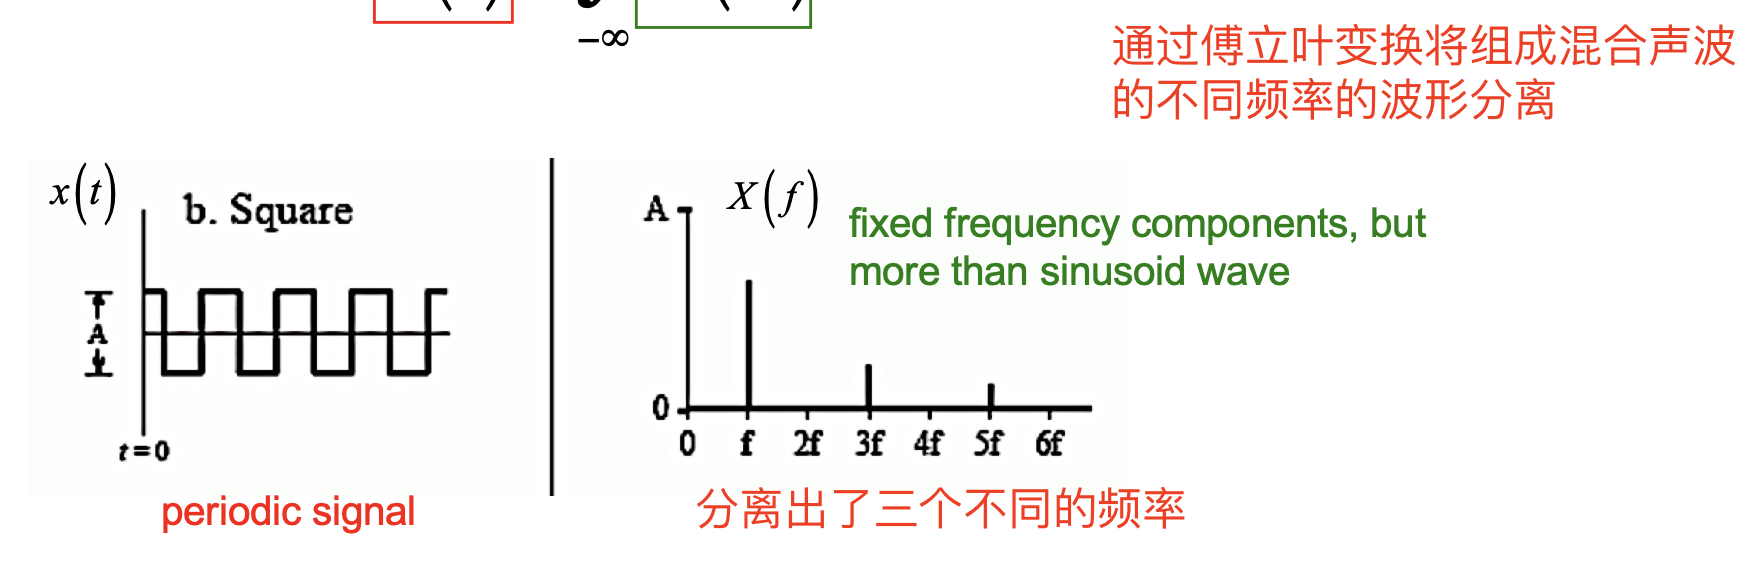 −∞
通过傅立叶变换将组成混合声波
的不同频率的波形分离
x(t)
b. Square
A
t=0
periodic signal
X(f)
A
fixed frequency components, but
more than sinusoid wave
0
0 f 2f 3f 4f 5f 6f
分离出了三个不同的频率